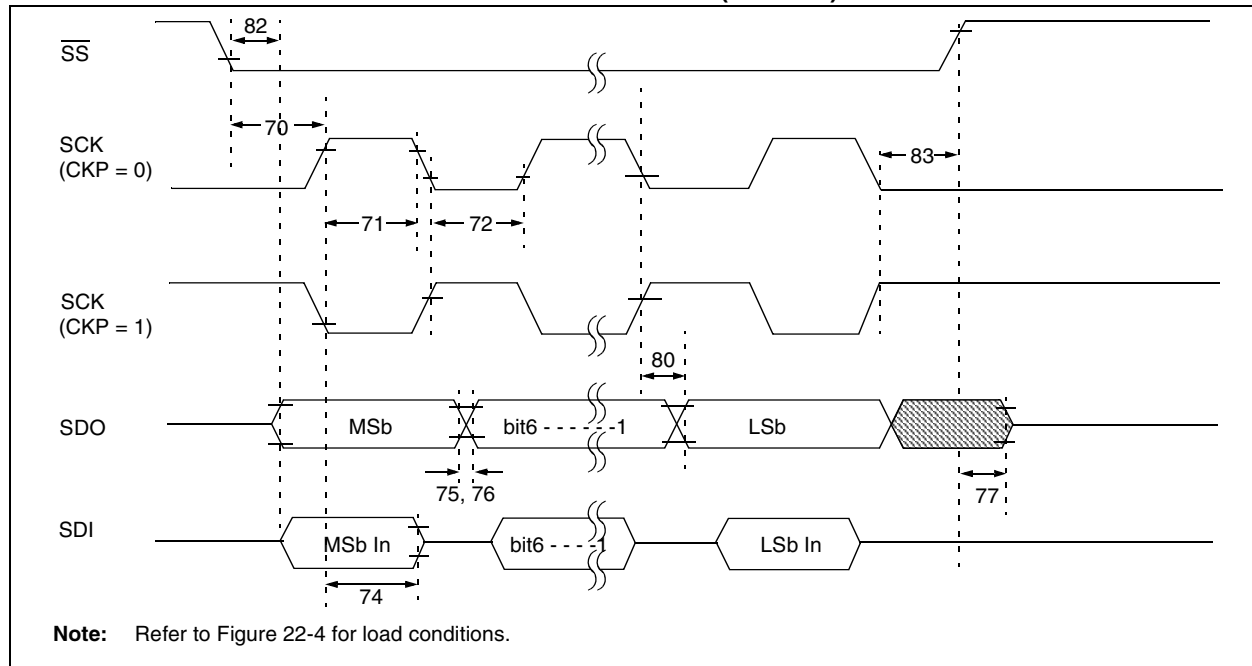 82
SS
70
SCK
(CKP = 0)
83
71
72
SCK
(CKP = 1)
80
SDO
MSb
bit6 - - - - - -1
LSb
75, 76
77
SDI
MSb In
bit6 - - - -1
LSb In
74
Note: Refer to Figure 22-4 for load conditions.